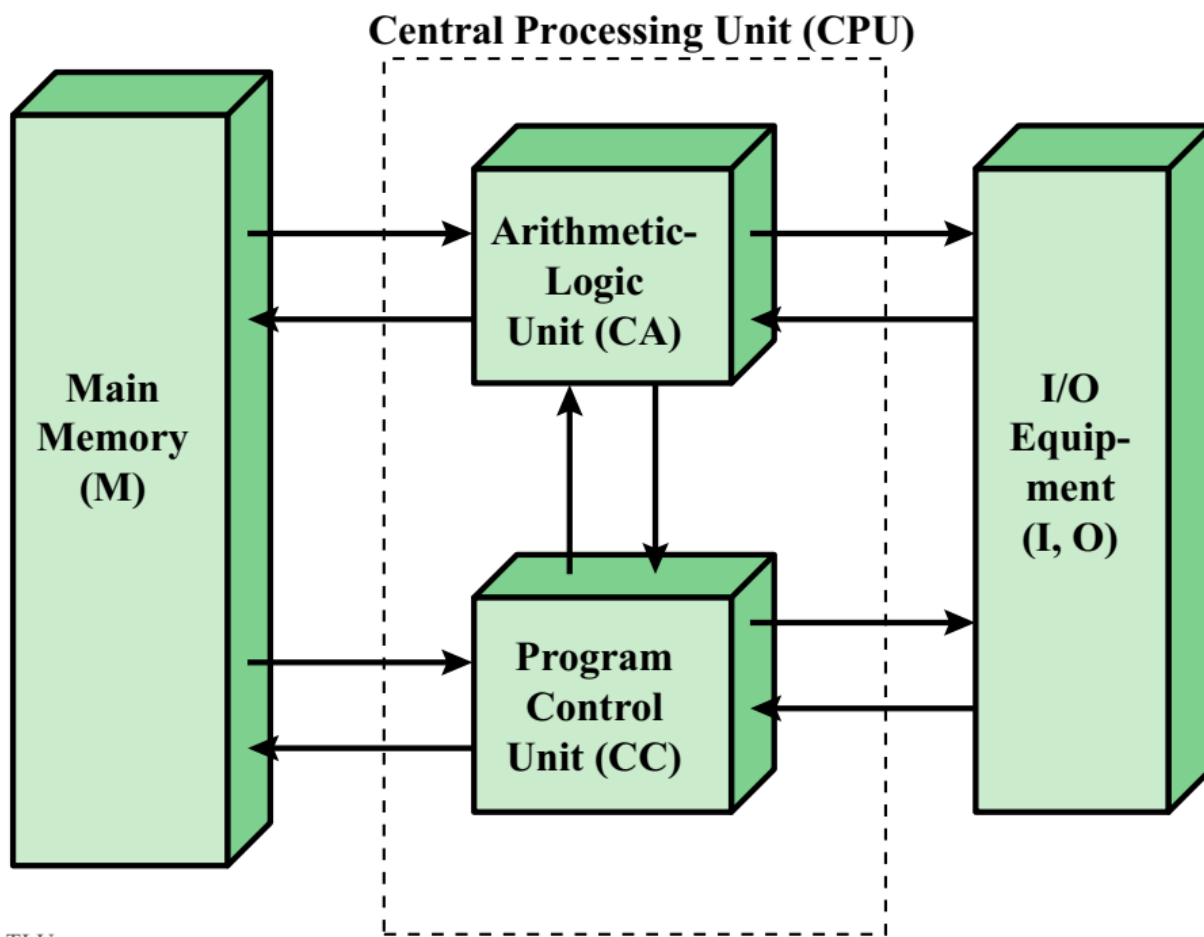 Central Processing Unit (CPU)
Main
Memory
(M)
Arithmetic-
Logic
Unit (CA)
Program
Control
Unit (CC)
I/O
Equip-
ment
(I, O)